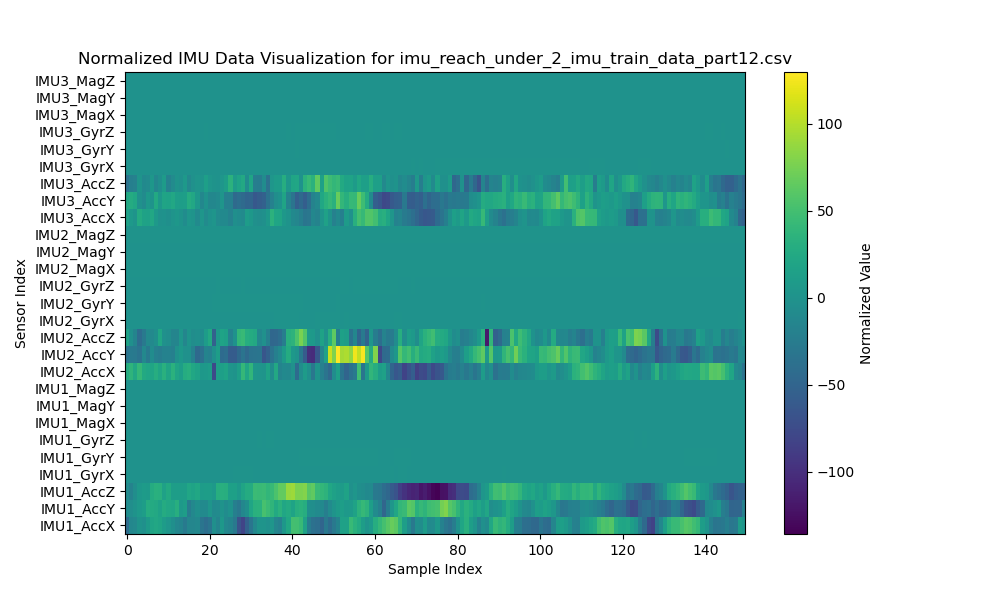 Normalized IMU Data Visualization for imu_reach_under_2_imu_train_data_part12.csv
Sensor Index
IMU3_MagZ
IMU3_MagY
IMU3_MagX
IMU3_GyrZ
IMU3_GyrY
IMU3_GyrX
IMU3_AccZ
IMU3_AccY
IMU3_AccX
IMU2_MagZ
IMU2_MagY
IMU2_MagX
IMU2_GyrZ
IMU2_GyrY
IMU2_GyrX
IMU2_AccZ
IMU2_AccY
IMU2_AccX
IMU1_MagZ
IMU1_MagY
IMU1_MagX
IMU1_GyrZ
IMU1_GyrY
IMU1_GyrX
IMU1_AccZ
IMU1_AccY
IMU1_AccX
0 20 40 60 80 100 120 140
Sample Index
100
50
0
−50
−100
Normalized Value